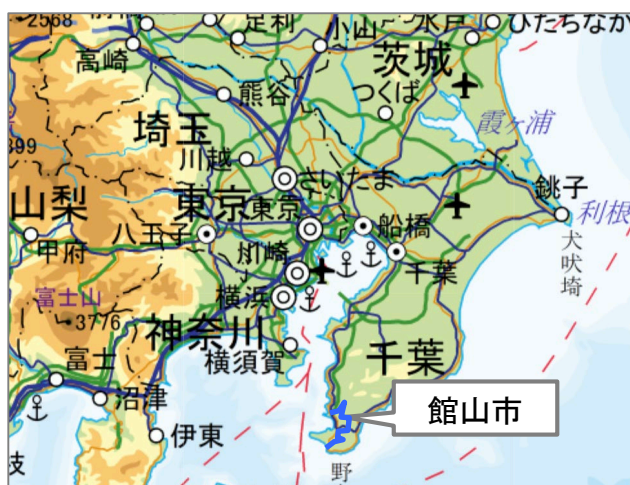 2568
足利
小山
水戸
ひたちなか
高崎
茨城
熊谷
つくば
霞ヶ浦
899
埼玉
川越
さいたま
銚子
利根
山梨
東京
東京
船橋
八王子
甲府
川崎
千葉
犬吠埼
富士山
3776
横浜
神奈川
横須賀
千葉
富士
沼津
館山市
伊東
野